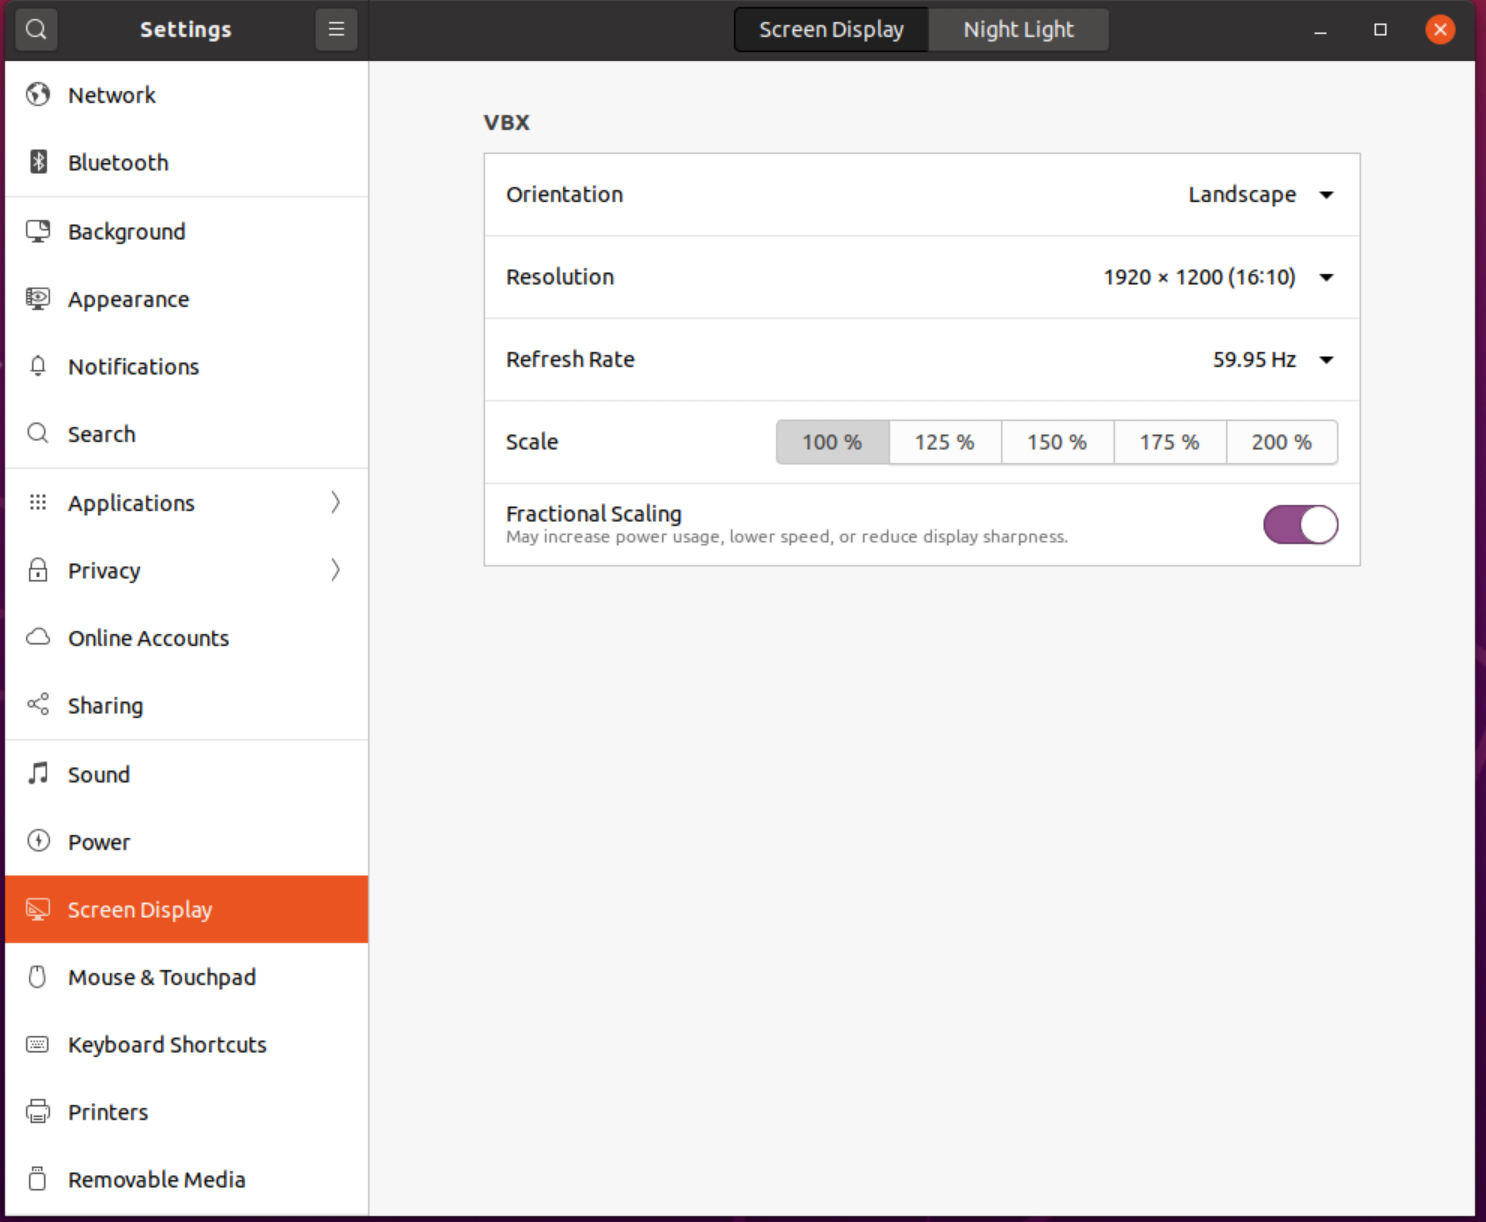 Settings
Screen Display
Night Light
Network
Bluetooth
Background
Appearance
Notifications
Search
Applications
Privacy
Online Accounts
Sharing
Sound
Power
Screen Display
Mouse & Touchpad
Keyboard Shortcuts
Printers
Removable Media
VBX
Orientation Landscape
Resolution 1920 × 1200 (16:10)
Refresh Rate 59.95 Hz
Scale 100 % 125 % 150 % 175 % 200 %
Fractional Scaling
May increase power usage, lower speed, or reduce display sharpness.